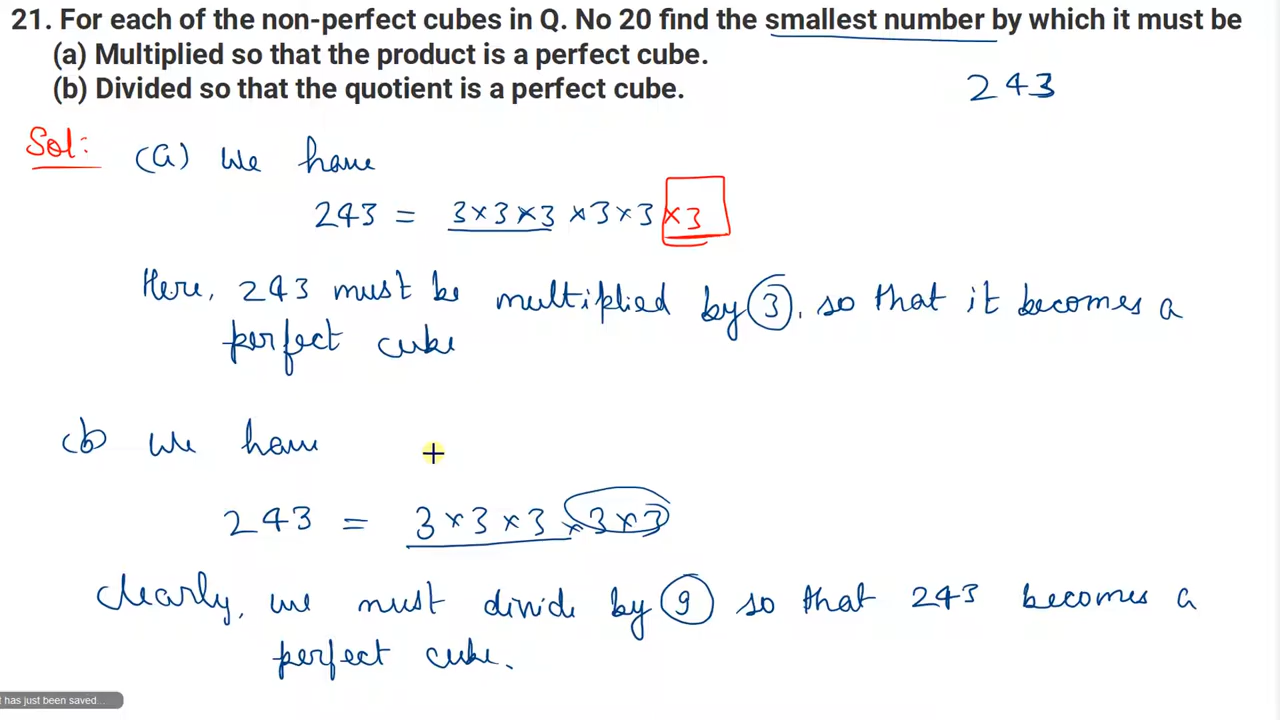 21. For each of the non-perfect cubes in Q. No 20 find the smallest number by which it must be
(a) Multiplied so that the product is a perfect cube.
(b) Divided so that the quotient is a perfect cube.
243
Sol:
(a) We have
243 = 3×3×3 ×3×3 ×3
Here, 243 must be multiplied by 3, so that it becomes a
perfect cube
(b) We have
243 = 3×3×3×3×3
Clearly, we must divide by 9 so that 243 becomes a
perfect cube.
t has just been saved...